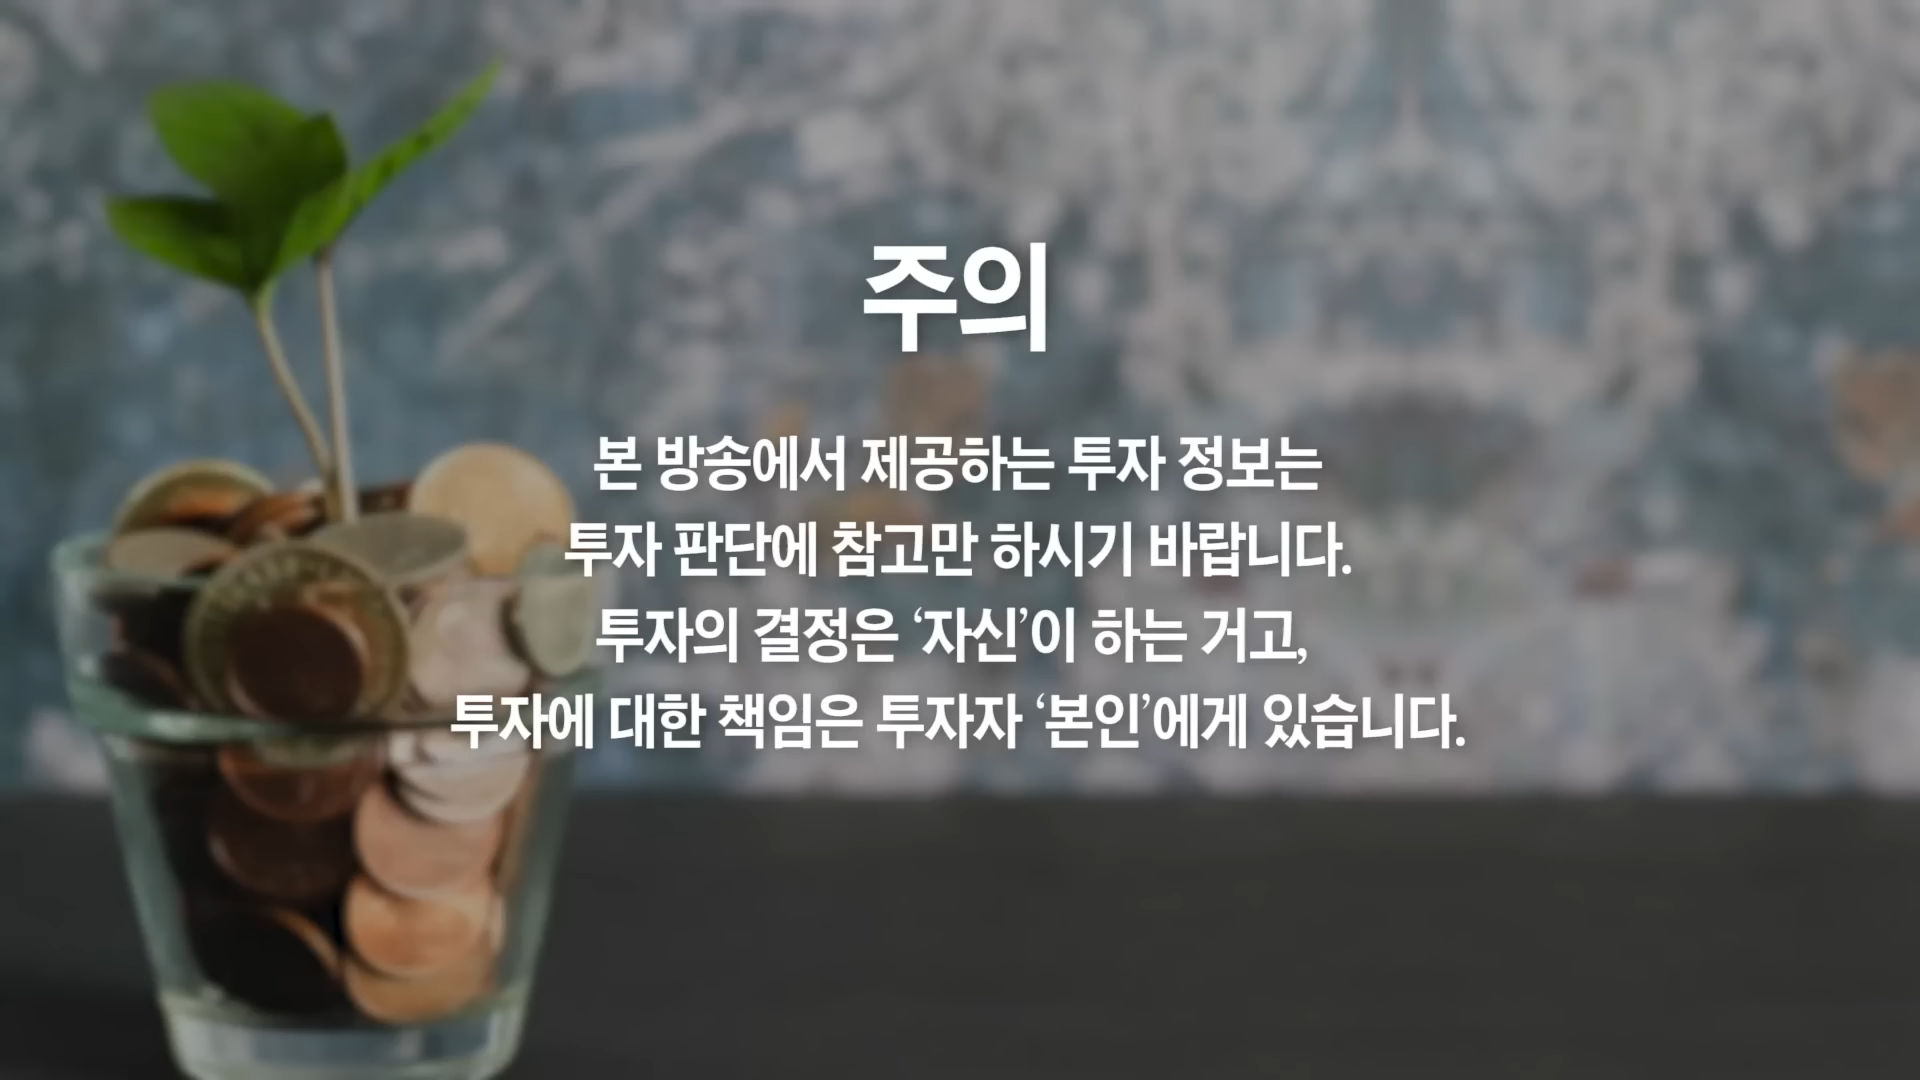 주의
본 방송에서 제공하는 투자 정보는
투자 판단에 참고만 하시기 바랍니다.
투자의 결정은 ‘자신’이 하는 거고,
투자에 대한 책임은 투자자 ‘본인’에게 있습니다.